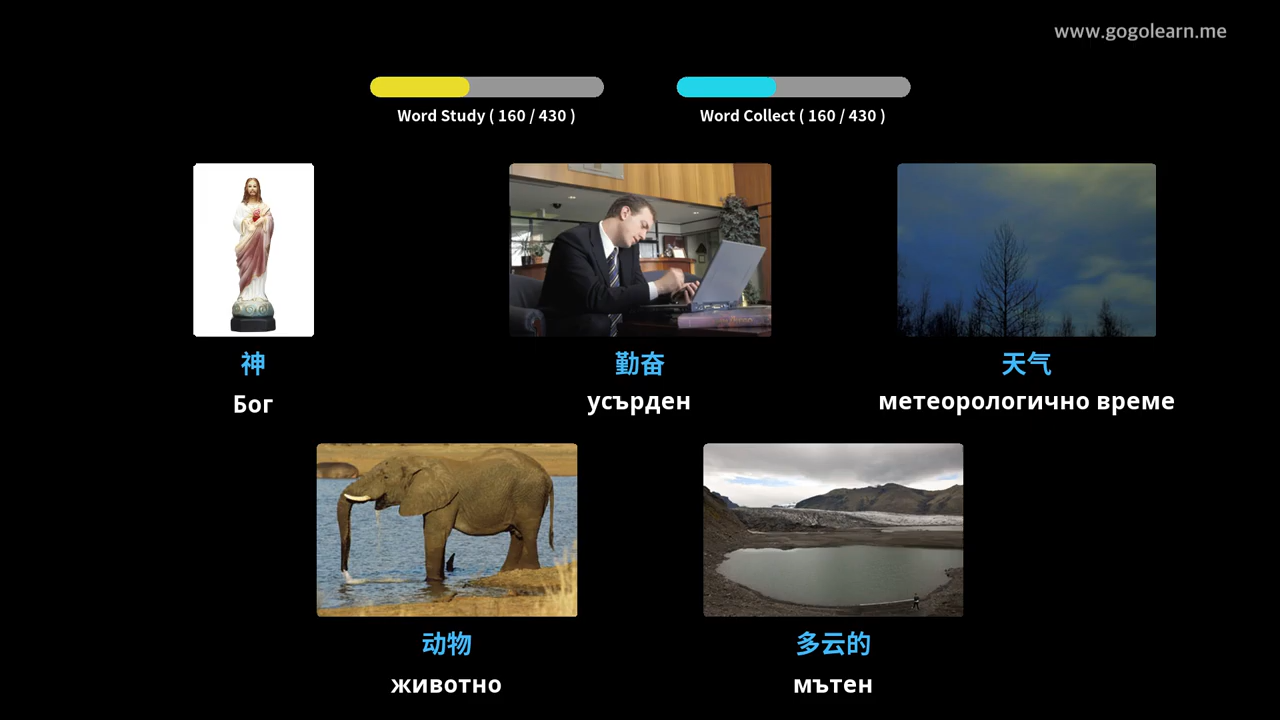 www.gogolearn.me
Word Study ( 160 / 430 )
Word Collect ( 160 / 430 )
神
Бог
勤奋
усърден
天气
метеорологично време
动物
животно
多云的
мътен